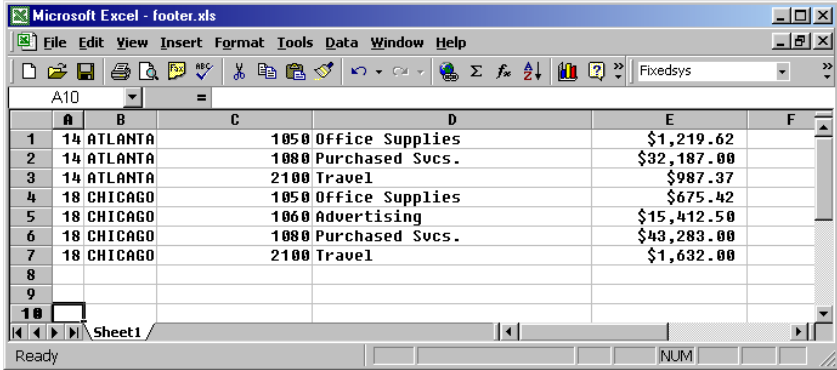 Microsoft Excel - footer.xls
File Edit View Insert Format Tools Data Window Help
Fax ABC Σ fx A Z ? » Fixedsys »
A10 =
A B C D E F
1 14 ATLANTA 1050 Office Supplies $1,219.62
2 14 ATLANTA 1080 Purchased Svcs. $32,187.00
3 14 ATLANTA 2100 Travel $987.37
4 18 CHICAGO 1050 Office Supplies $675.42
5 18 CHICAGO 1060 Advertising $15,412.50
6 18 CHICAGO 1080 Purchased Svcs. $43,283.00
7 18 CHICAGO 2100 Travel $1,632.00
8
9
10
Sheet1
Ready NUM